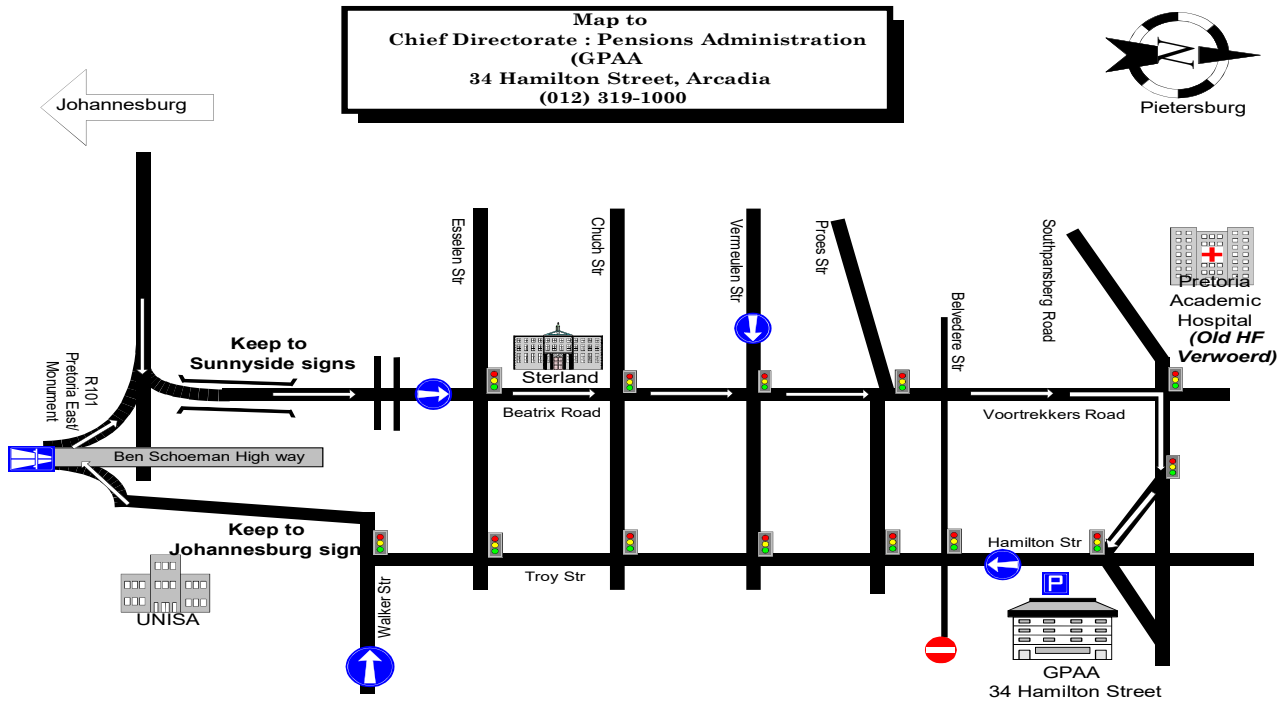 Map to
Chief Directorate : Pensions Administration
(GPAA
34 Hamilton Street, Arcadia
(012) 319-1000
N
Pietersburg
Johannesburg
Esselen Str
Chuch Str
Vermeulen Str
Proes Str
Belvedere Str
Southpansberg Road
Pretoria
Academic
Hospital
(Old HF
Verwoerd)
Keep to
Sunnyside signs
R101
Pretoria East/
Monument
Sterland
Beatrix Road
Voortrekkers Road
Ben Schoeman High way
Keep to
Johannesburg sign
Hamilton Str
Troy Str
P
UNISA
Walker Str
GPAA
34 Hamilton Street